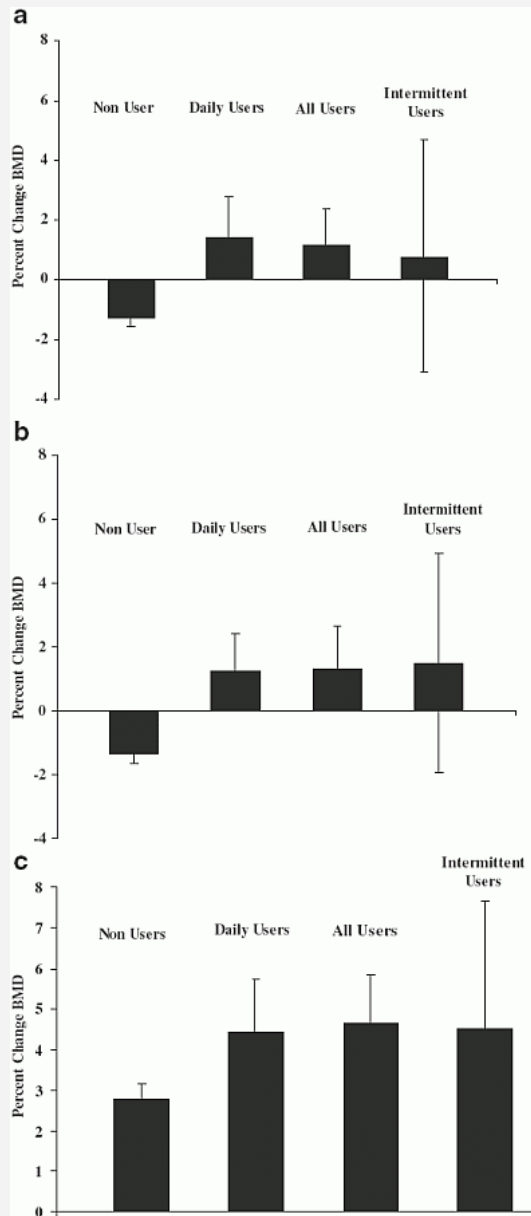 a
8
6
4
2
0
-2
-4
Percent Change BMD
Non User
Daily Users
All Users
Intermittent
Users
b
8
6
4
2
0
-2
-4
Percent Change BMD
Non User
Daily Users
All Users
Intermittent
Users
c
8
7
6
5
4
3
2
1
0
Percent Change BMD
Non Users
Daily Users
All Users
Intermittent
Users